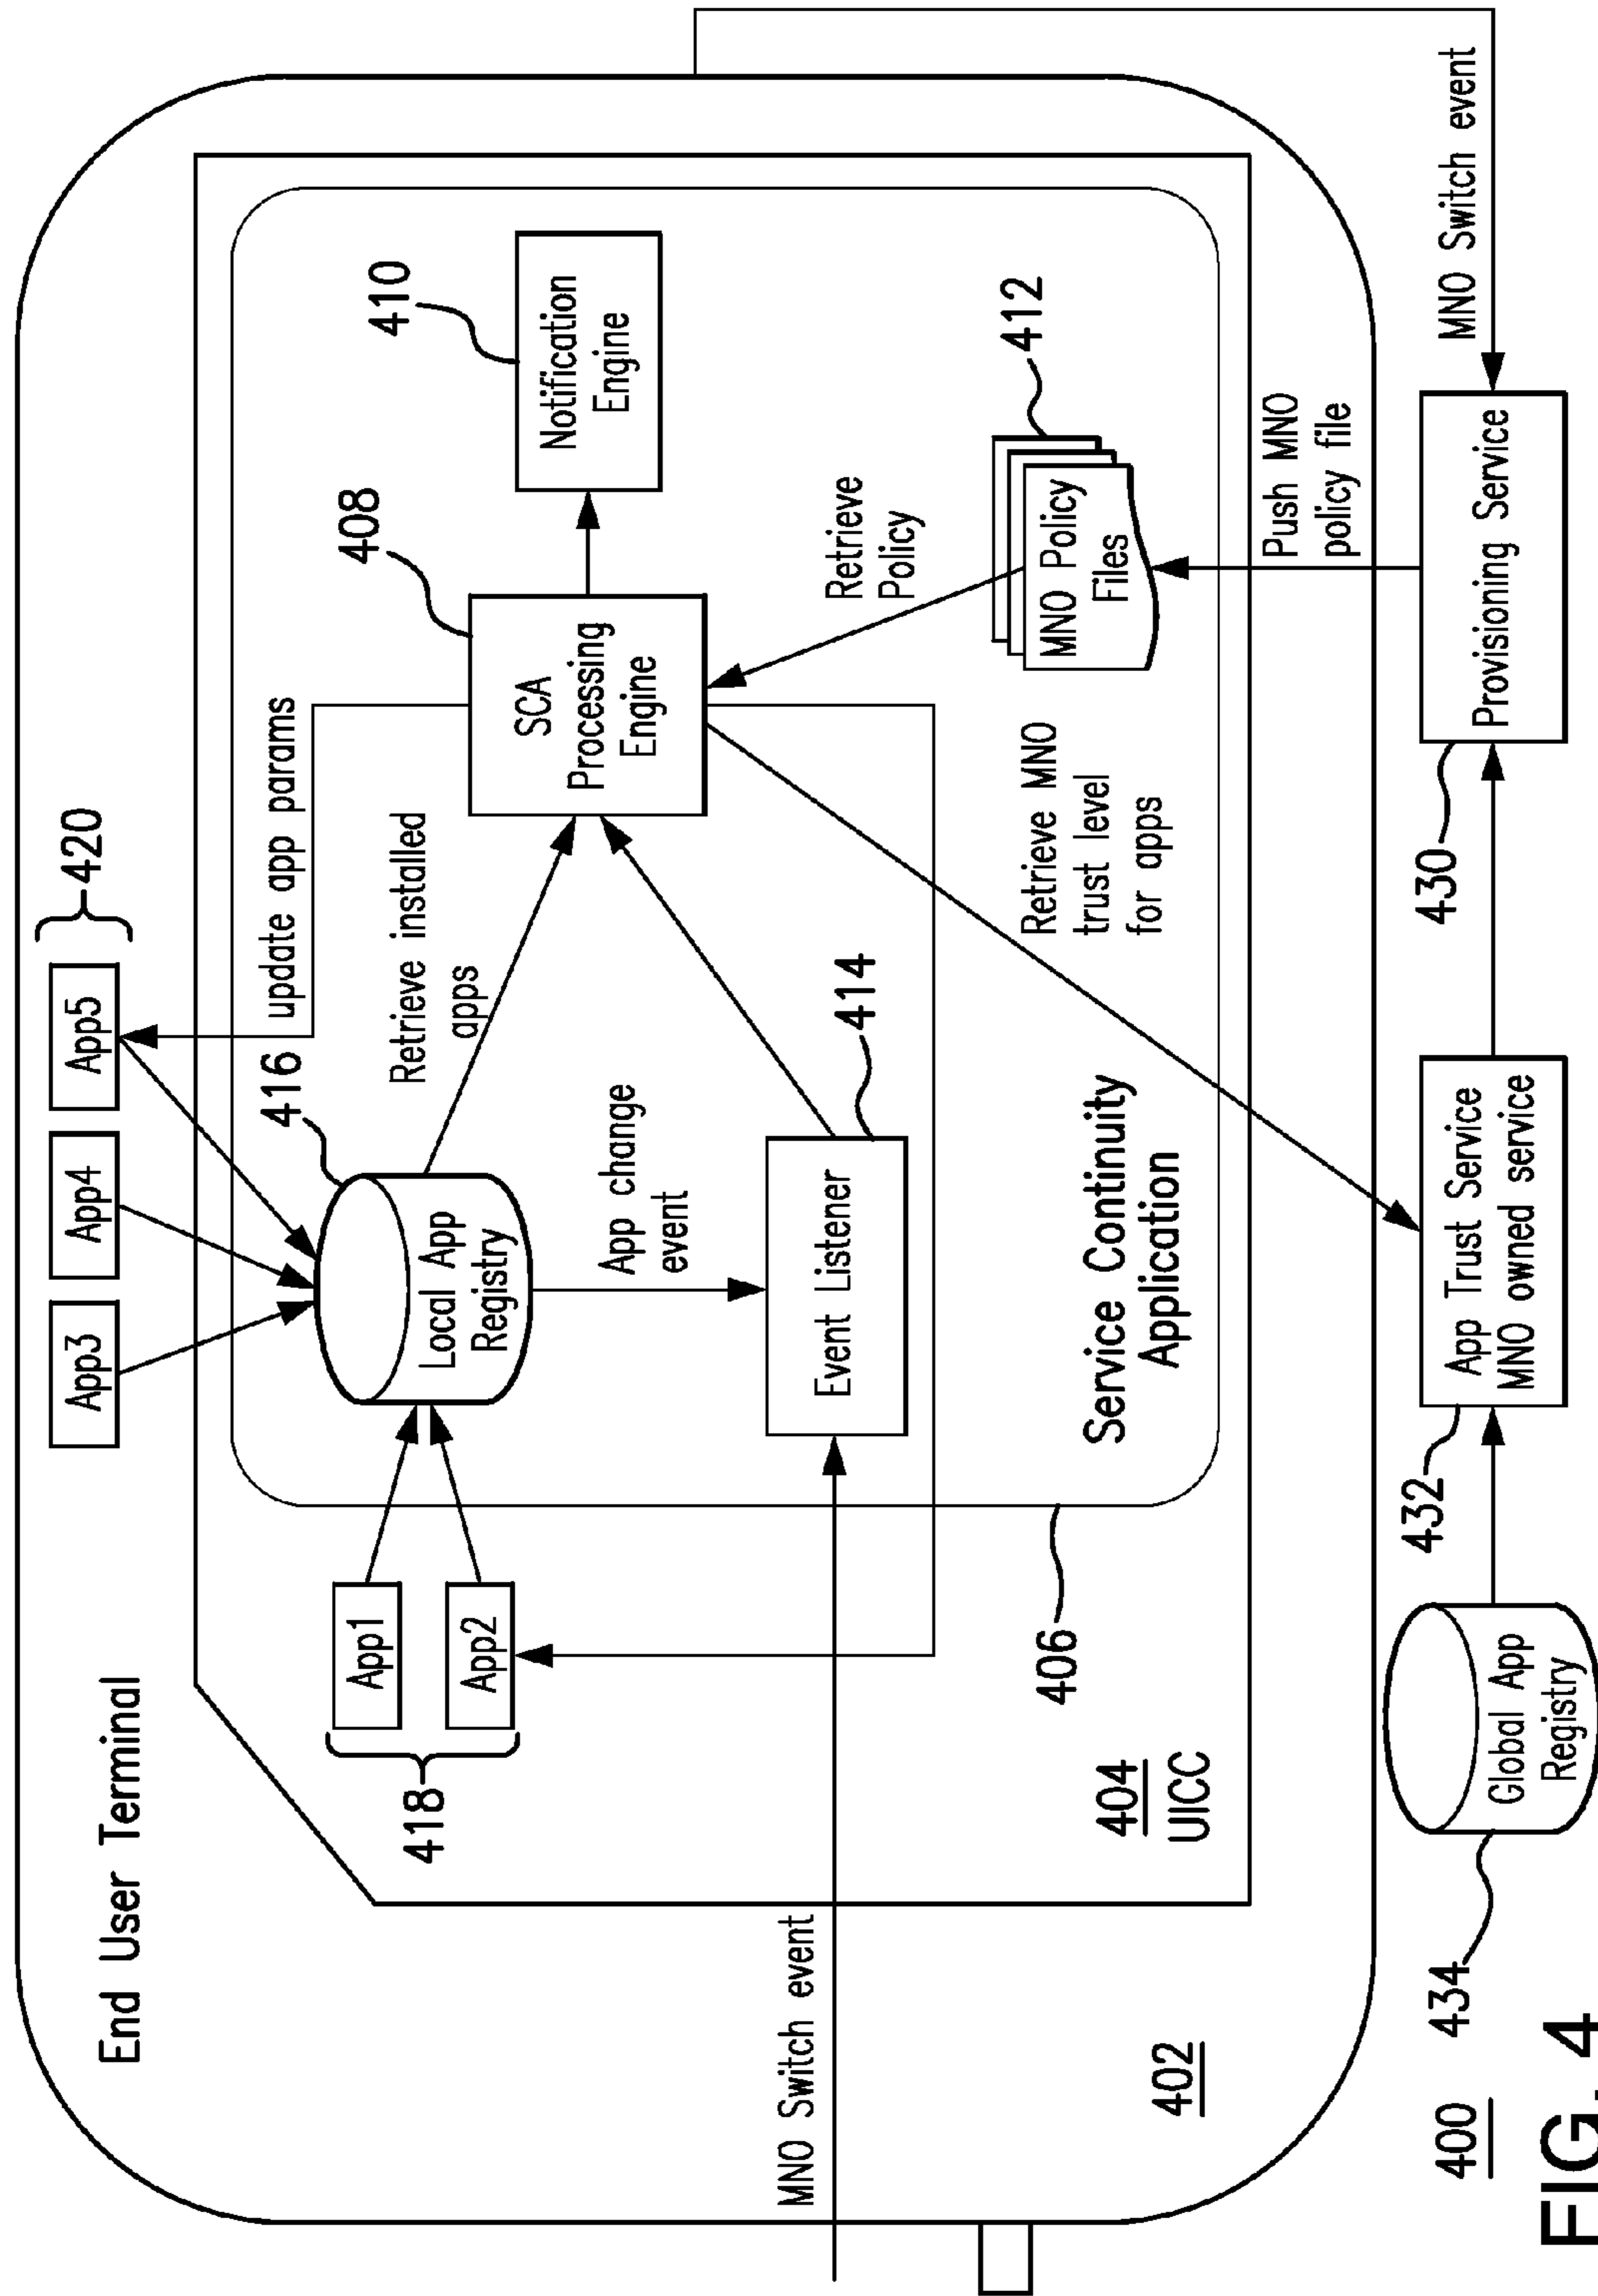 End User Terminal
420
App3
App4
App5
416
update app params
418
App1
App2
Local App
Registry
Retrieve installed
apps
408
SCA
Processing
Engine
410
Notification
Engine
App change
event
MNO Switch event
Event Listener
414
Retrieve
Policy
412
MNO Policy
Files
Retrieve MNO
trust level
for apps
Service Continuity
Application
406
404
UICC
402
Push MNO
policy file
MNO Switch event
400
434
Global App
Registry
432
App Trust Service
MNO owned service
430
Provisioning Service
FIG. 4